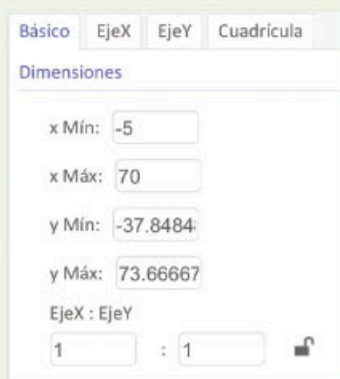 Básico EjeX EjeY Cuadrícula
Dimensiones
x Mín: -5
x Máx: 70
y Mín: -37.8484
y Máx: 73.66667
EjeX : EjeY
1 : 1